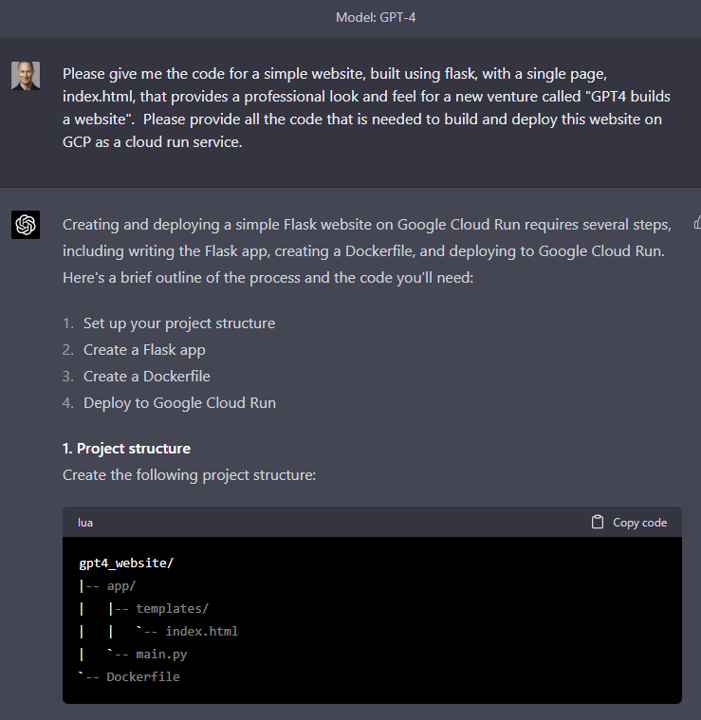 Model: GPT-4
Please give me the code for a simple website, built using flask, with a single page,
index.html, that provides a professional look and feel for a new venture called "GPT4 builds
a website".  Please provide all the code that is needed to build and deploy this website on
GCP as a cloud run service.
Creating and deploying a simple Flask website on Google Cloud Run requires several steps,
including writing the Flask app, creating a Dockerfile, and deploying to Google Cloud Run.
Here's a brief outline of the process and the code you'll need:
1. Set up your project structure
2. Create a Flask app
3. Create a Dockerfile
4. Deploy to Google Cloud Run
1. Project structure
Create the following project structure:
lua Copy code
gpt4_website/
|-- app/
|   |-- templates/
|   |   `-- index.html
|   `-- main.py
`-- Dockerfile